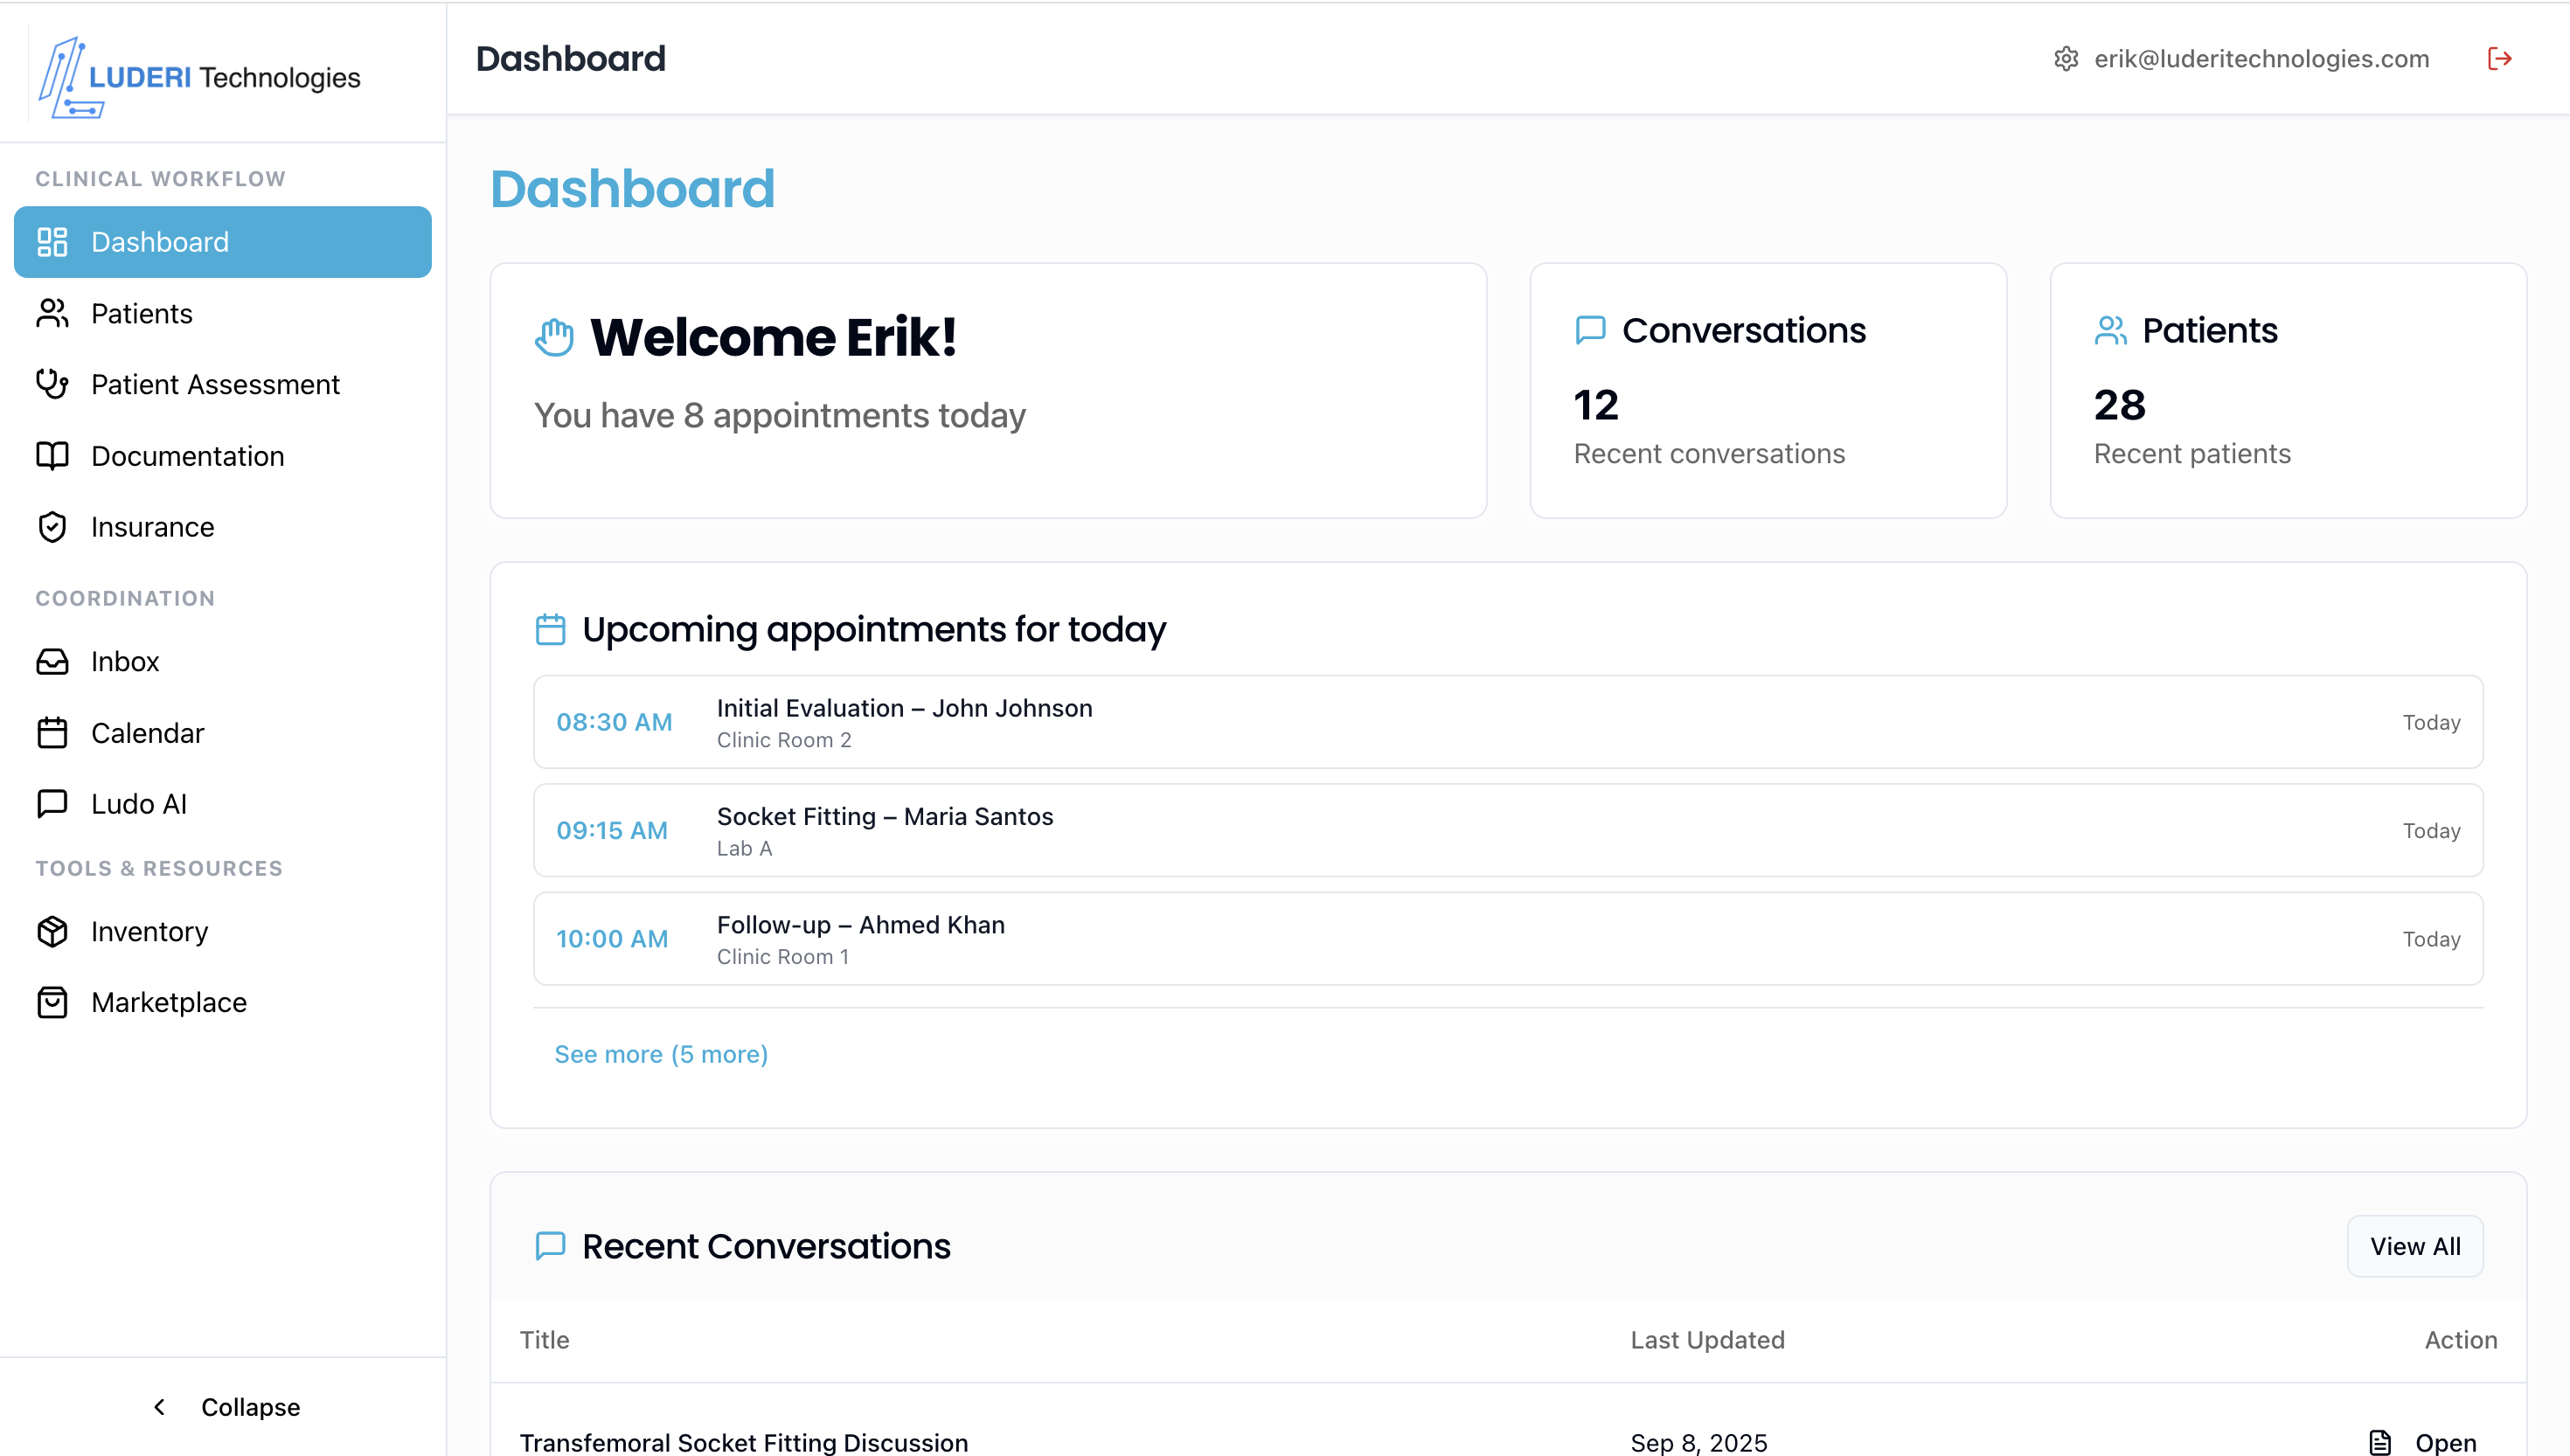 LUDERI Technologies
CLINICAL WORKFLOW
Dashboard
Patients
Patient Assessment
Documentation
Insurance
COORDINATION
Inbox
Calendar
Ludo AI
TOOLS & RESOURCES
Inventory
Marketplace
Collapse
Dashboard
erik@luderitechnologies.com
Dashboard
Welcome Erik!
You have 8 appointments today
Conversations
12
Recent conversations
Patients
28
Recent patients
Upcoming appointments for today
08:30 AM
Initial Evaluation – John Johnson
Clinic Room 2
Today
09:15 AM
Socket Fitting – Maria Santos
Lab A
Today
10:00 AM
Follow-up – Ahmed Khan
Clinic Room 1
Today
See more (5 more)
Recent Conversations
View All
Title Last Updated Action
Transfemoral Socket Fitting Discussion Sep 8, 2025 Open